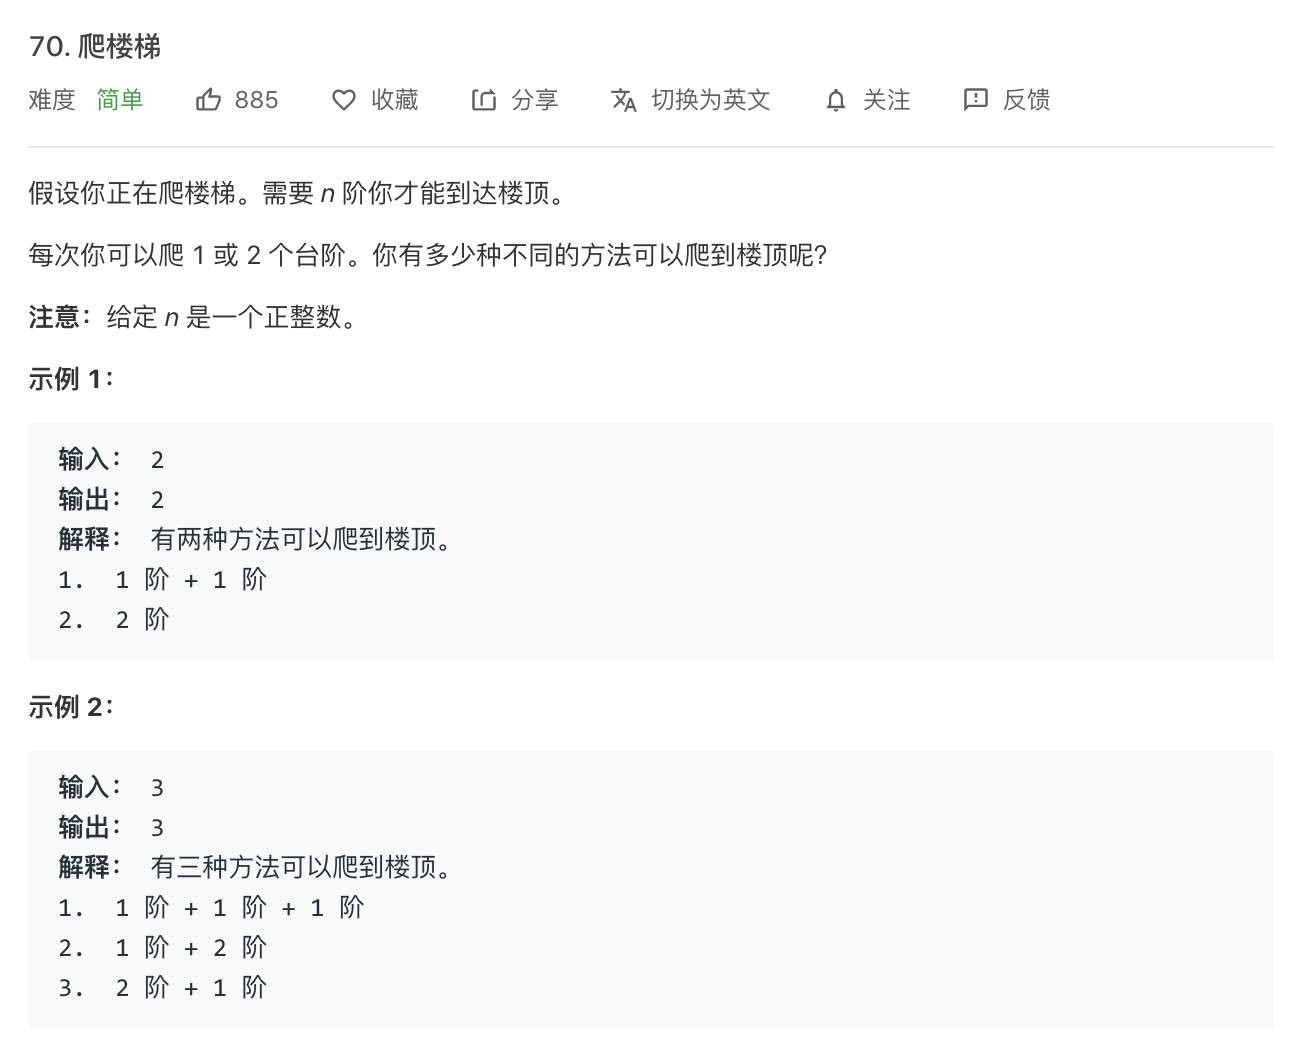 70. 爬楼梯
难度 简单 885 收藏 分享 切换为英文 关注 反馈
假设你正在爬楼梯。需要 n 阶你才能到达楼顶。
每次你可以爬 1 或 2 个台阶。你有多少种不同的方法可以爬到楼顶呢?
注意：给定 n 是一个正整数。
示例 1：
输入： 2
输出： 2
解释： 有两种方法可以爬到楼顶。
1. 1 阶 + 1 阶
2. 2 阶
示例 2：
输入： 3
输出： 3
解释： 有三种方法可以爬到楼顶。
1. 1 阶 + 1 阶 + 1 阶
2. 1 阶 + 2 阶
3. 2 阶 + 1 阶